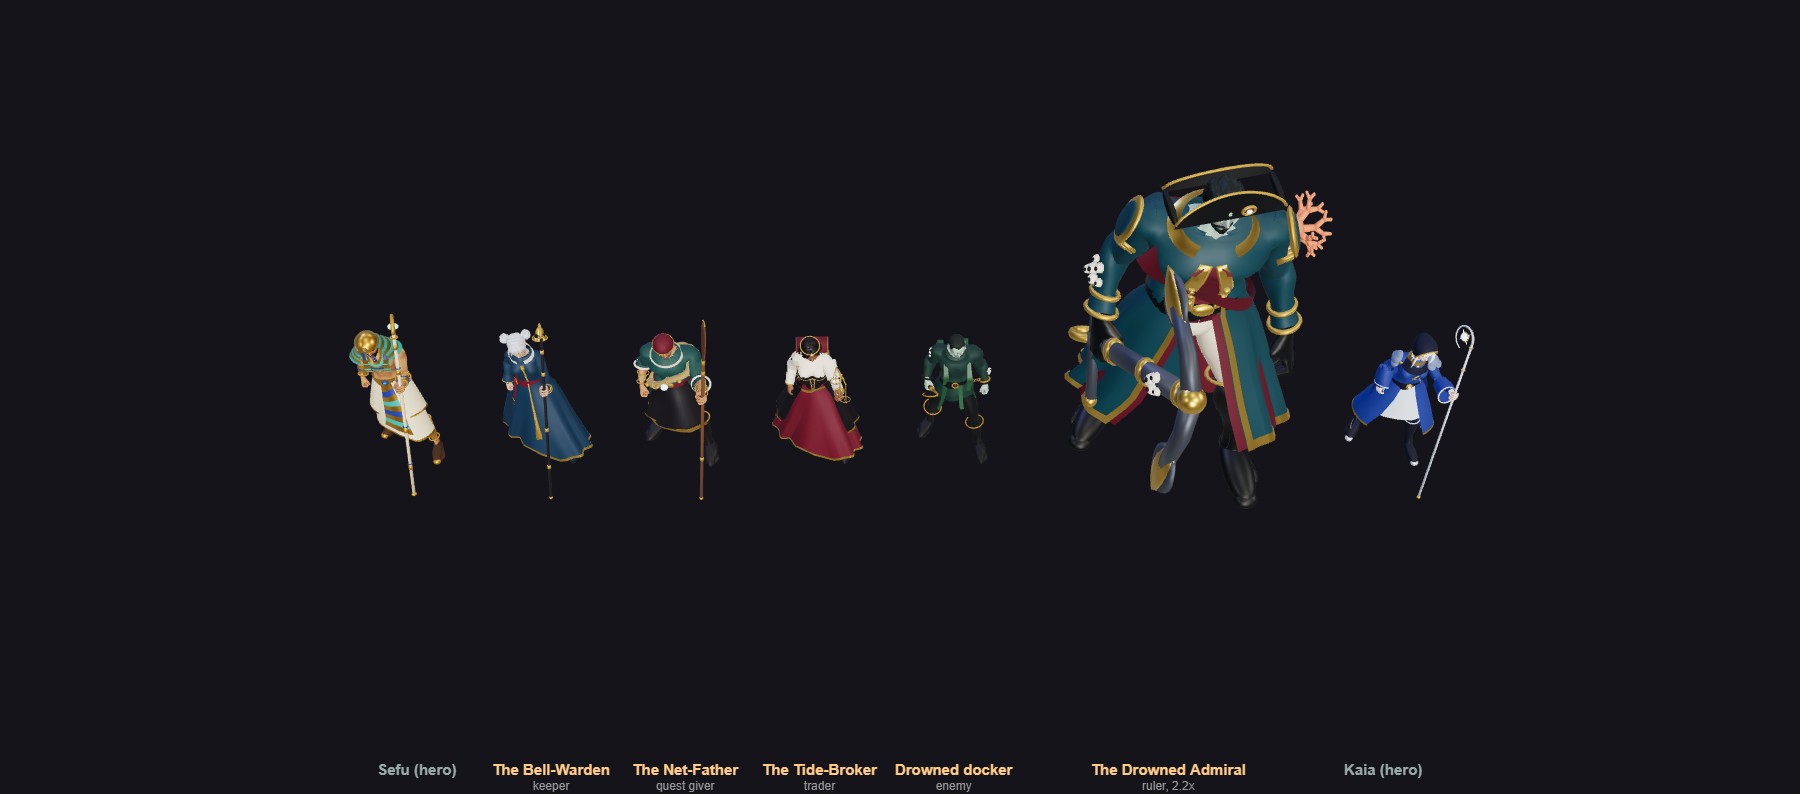 Sefu (hero)
The Bell-Warden
keeper
The Net-Father
quest giver
The Tide-Broker
trader
Drowned docker
enemy
The Drowned Admiral
ruler, 2.2x
Kaia (hero)